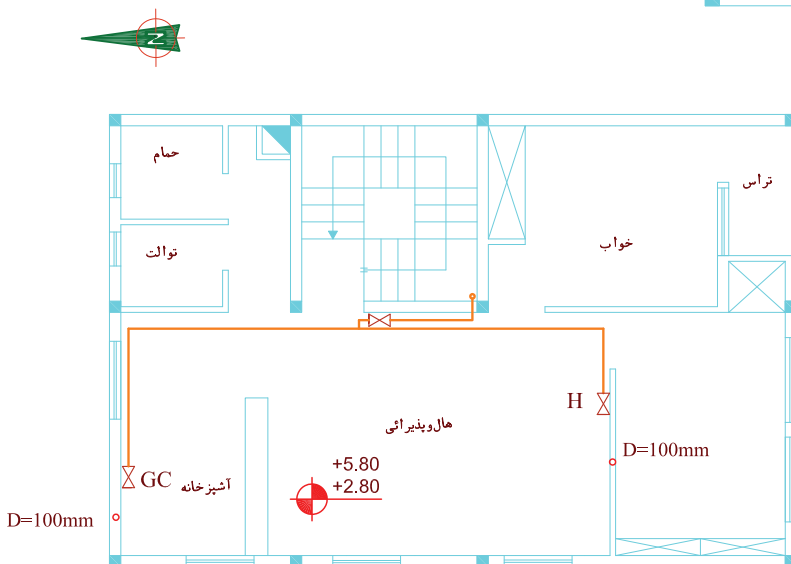 N
حمام
تراس
توالت
خواب
H
هال‌وپذیرائی
D=100mm
+5.80
+2.80
GC
آشپزخانه
D=100mm